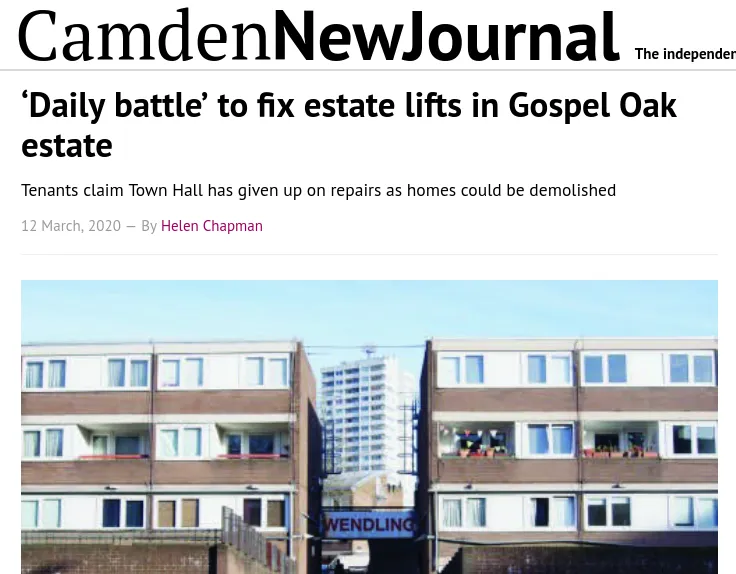 CamdenNewJournal The independen
‘Daily battle’ to fix estate lifts in Gospel Oak
estate
Tenants claim Town Hall has given up on repairs as homes could be demolished
12 March, 2020 — By Helen Chapman
WENDLING